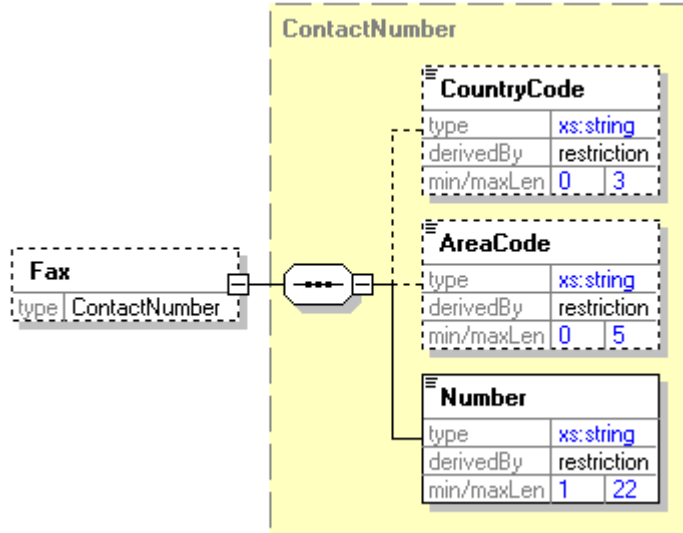 ContactNumber
CountryCode
type xs:string
derivedBy restriction
min/maxLen 0 3
AreaCode
type xs:string
derivedBy restriction
min/maxLen 0 5
Fax
type ContactNumber
Number
type xs:string
derivedBy restriction
min/maxLen 1 22